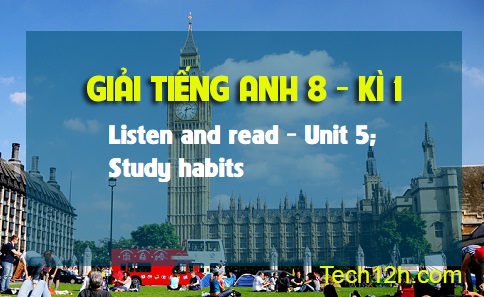 GIẢI TIẾNG ANH 8 - KÌ 1
Listen and read - Unit 5:
Study habits
Tech12h.com